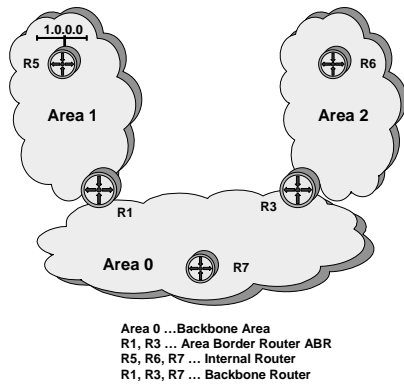 1.0.0.0
R5
R6
Area 1
Area 2
R1
R3
Area 0
R7
Area 0 ...Backbone Area
R1, R3 ... Area Border Router ABR
R5, R6, R7 ... Internal Router
R1, R3, R7 ... Backbone Router